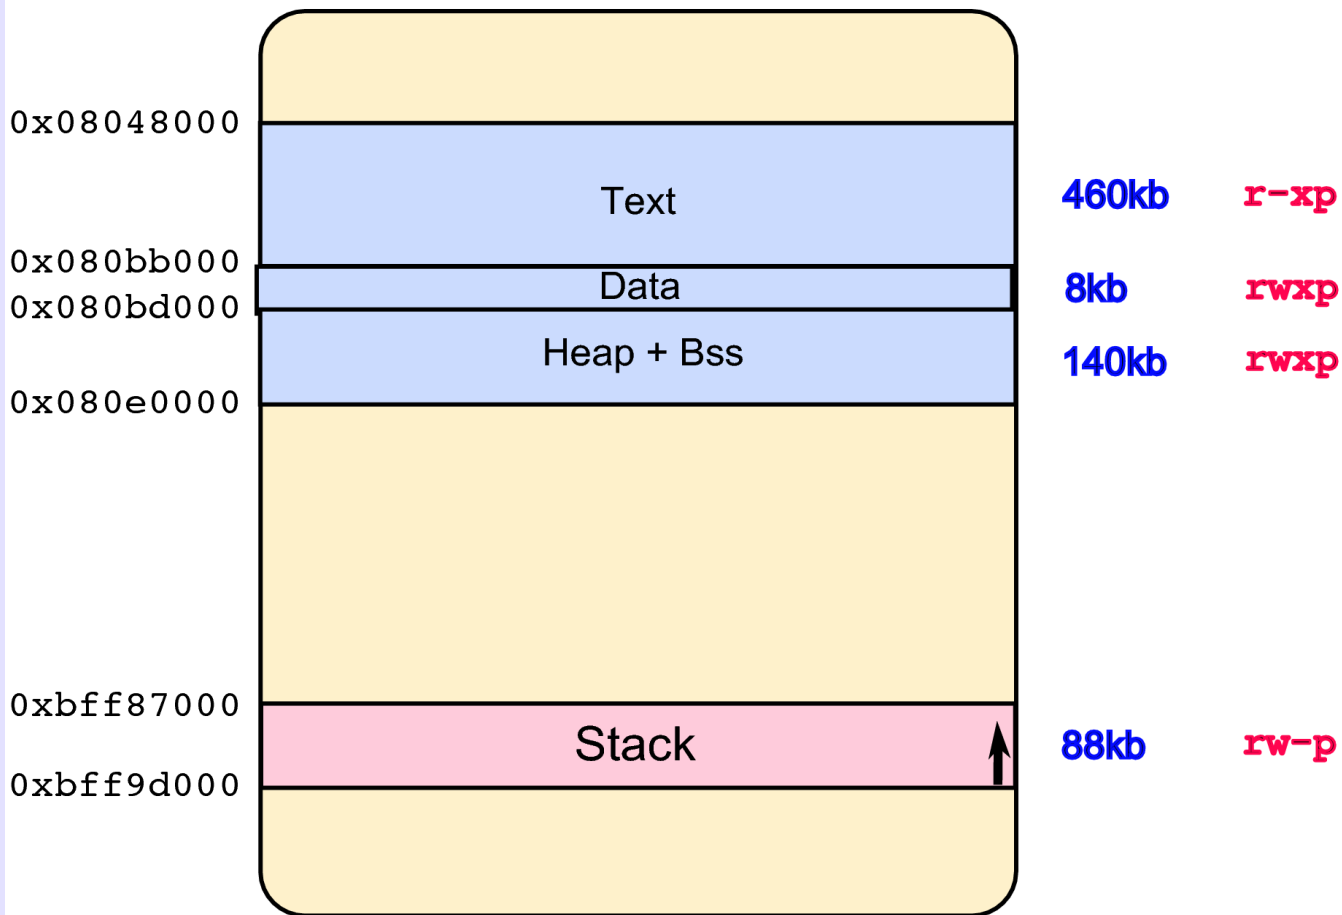 0x08048000
Text 460kb r-xp
0x080bb000
Data 8kb rwxp
0x080bd000
Heap + Bss 140kb rwxp
0x080e0000
0xbff87000
Stack 88kb rw-p
0xbff9d000